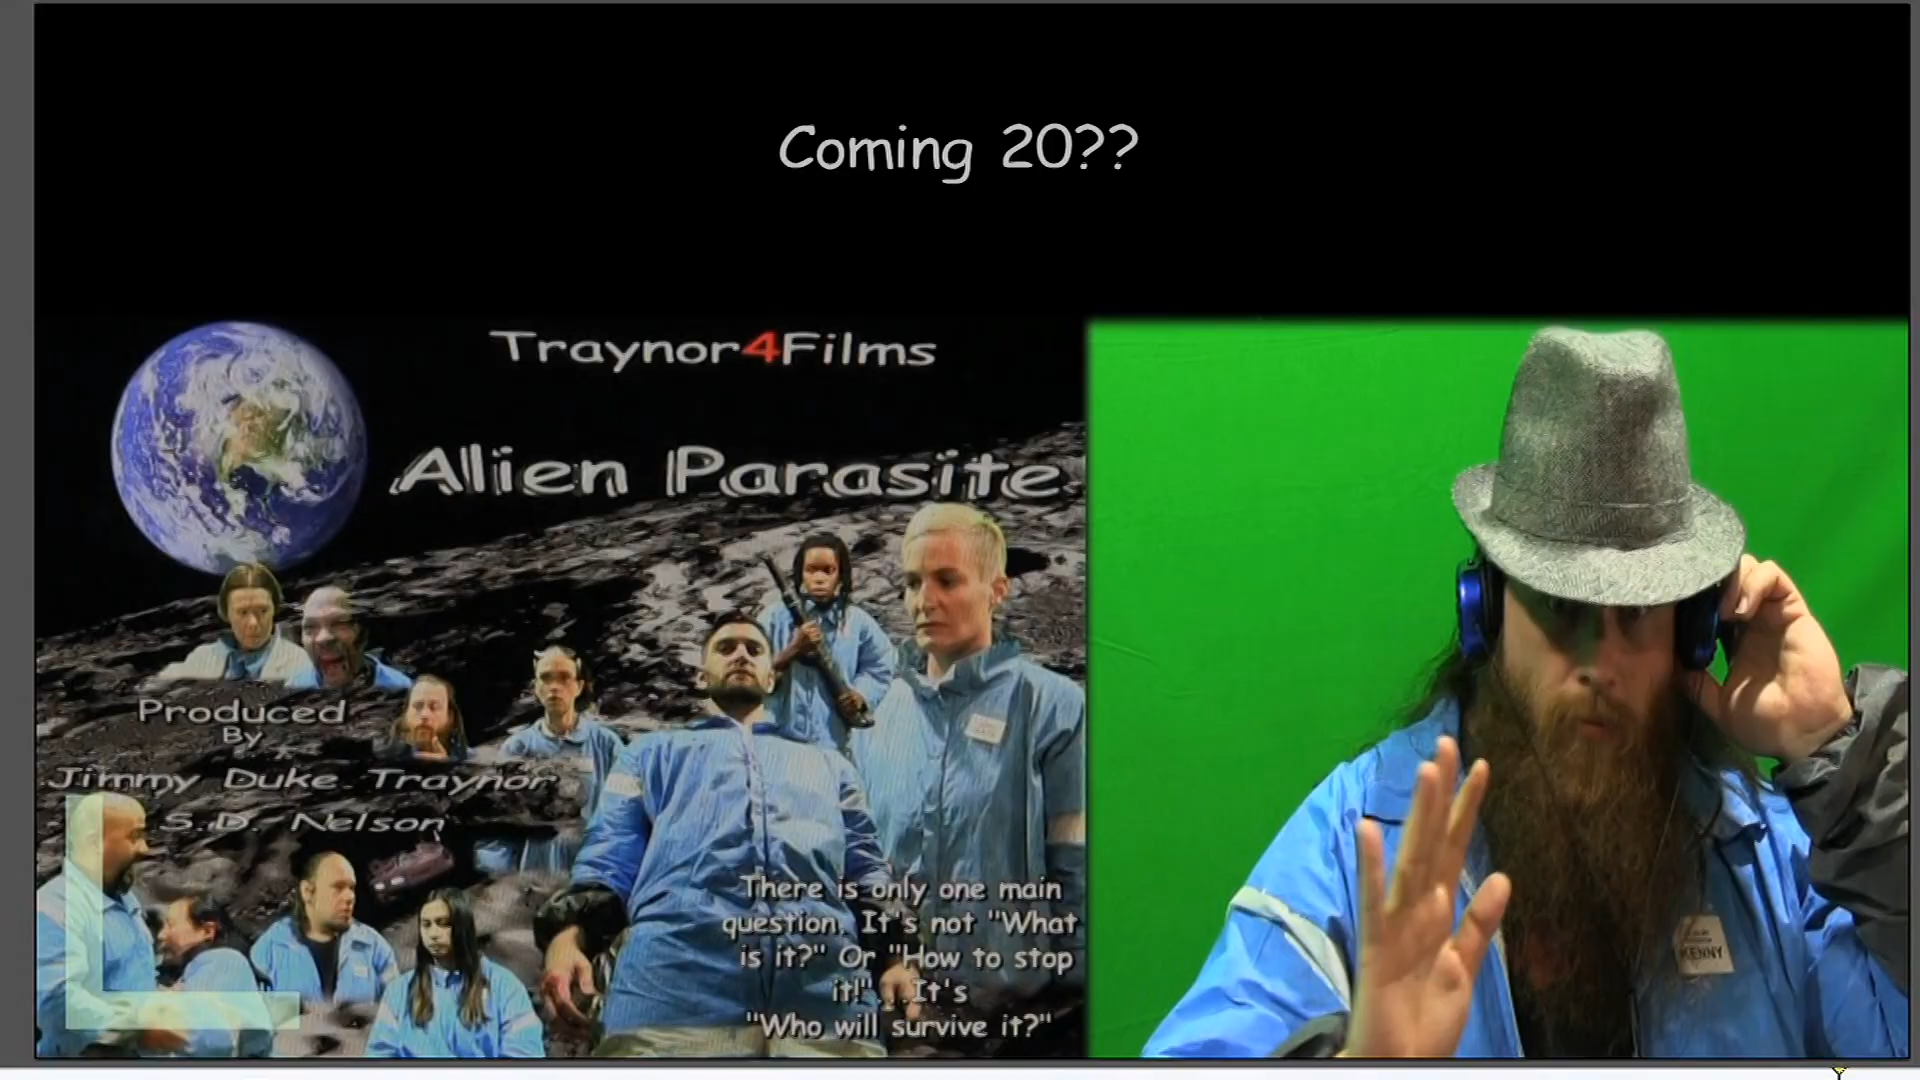 Coming 20??
Traynor4Films
Alien Parasite
Produced
By
Jimmy Duke Traynor
S.D. Nelson
There is only one main
question. It's not "What
is it?" Or "How to stop
it!"...It's
"Who will survive it?"
KENNY